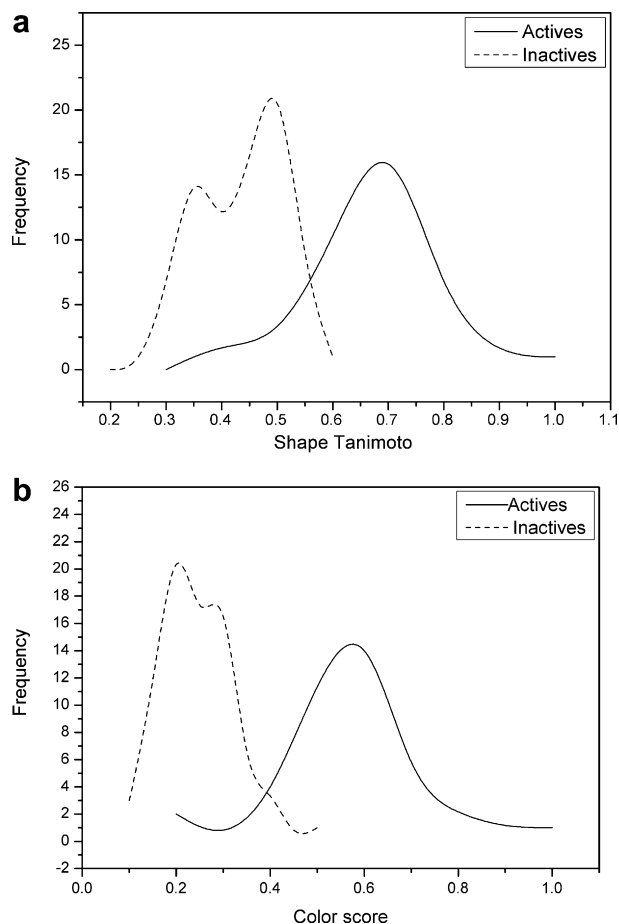 a
Actives
Inactives
25
20
15
10
5
0
Frequency
0.2 0.3 0.4 0.5 0.6 0.7 0.8 0.9 1.0 1.1
Shape Tanimoto
b
Actives
Inactives
26
24
22
20
18
16
14
12
10
8
6
4
2
0
-2
Frequency
0.0 0.2 0.4 0.6 0.8 1.0
Color score